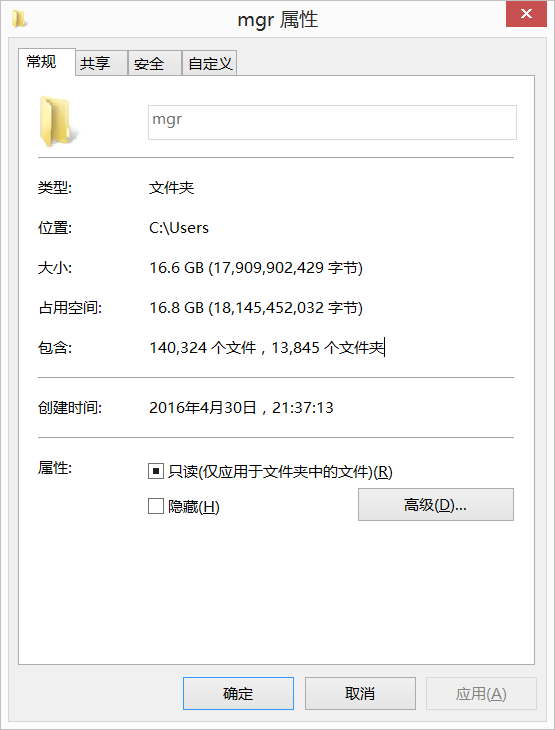 mgr 属性
常规 共享 安全 自定义
mgr
类型: 文件夹
位置: C:\Users
大小: 16.6 GB (17,909,902,429 字节)
占用空间: 16.8 GB (18,145,452,032 字节)
包含: 140,324 个文件，13,845 个文件夹
创建时间: 2016年4月30日，21:37:13
属性: 只读(仅应用于文件夹中的文件)(R)
隐藏(H) 高级(D)...
确定 取消 应用(A)